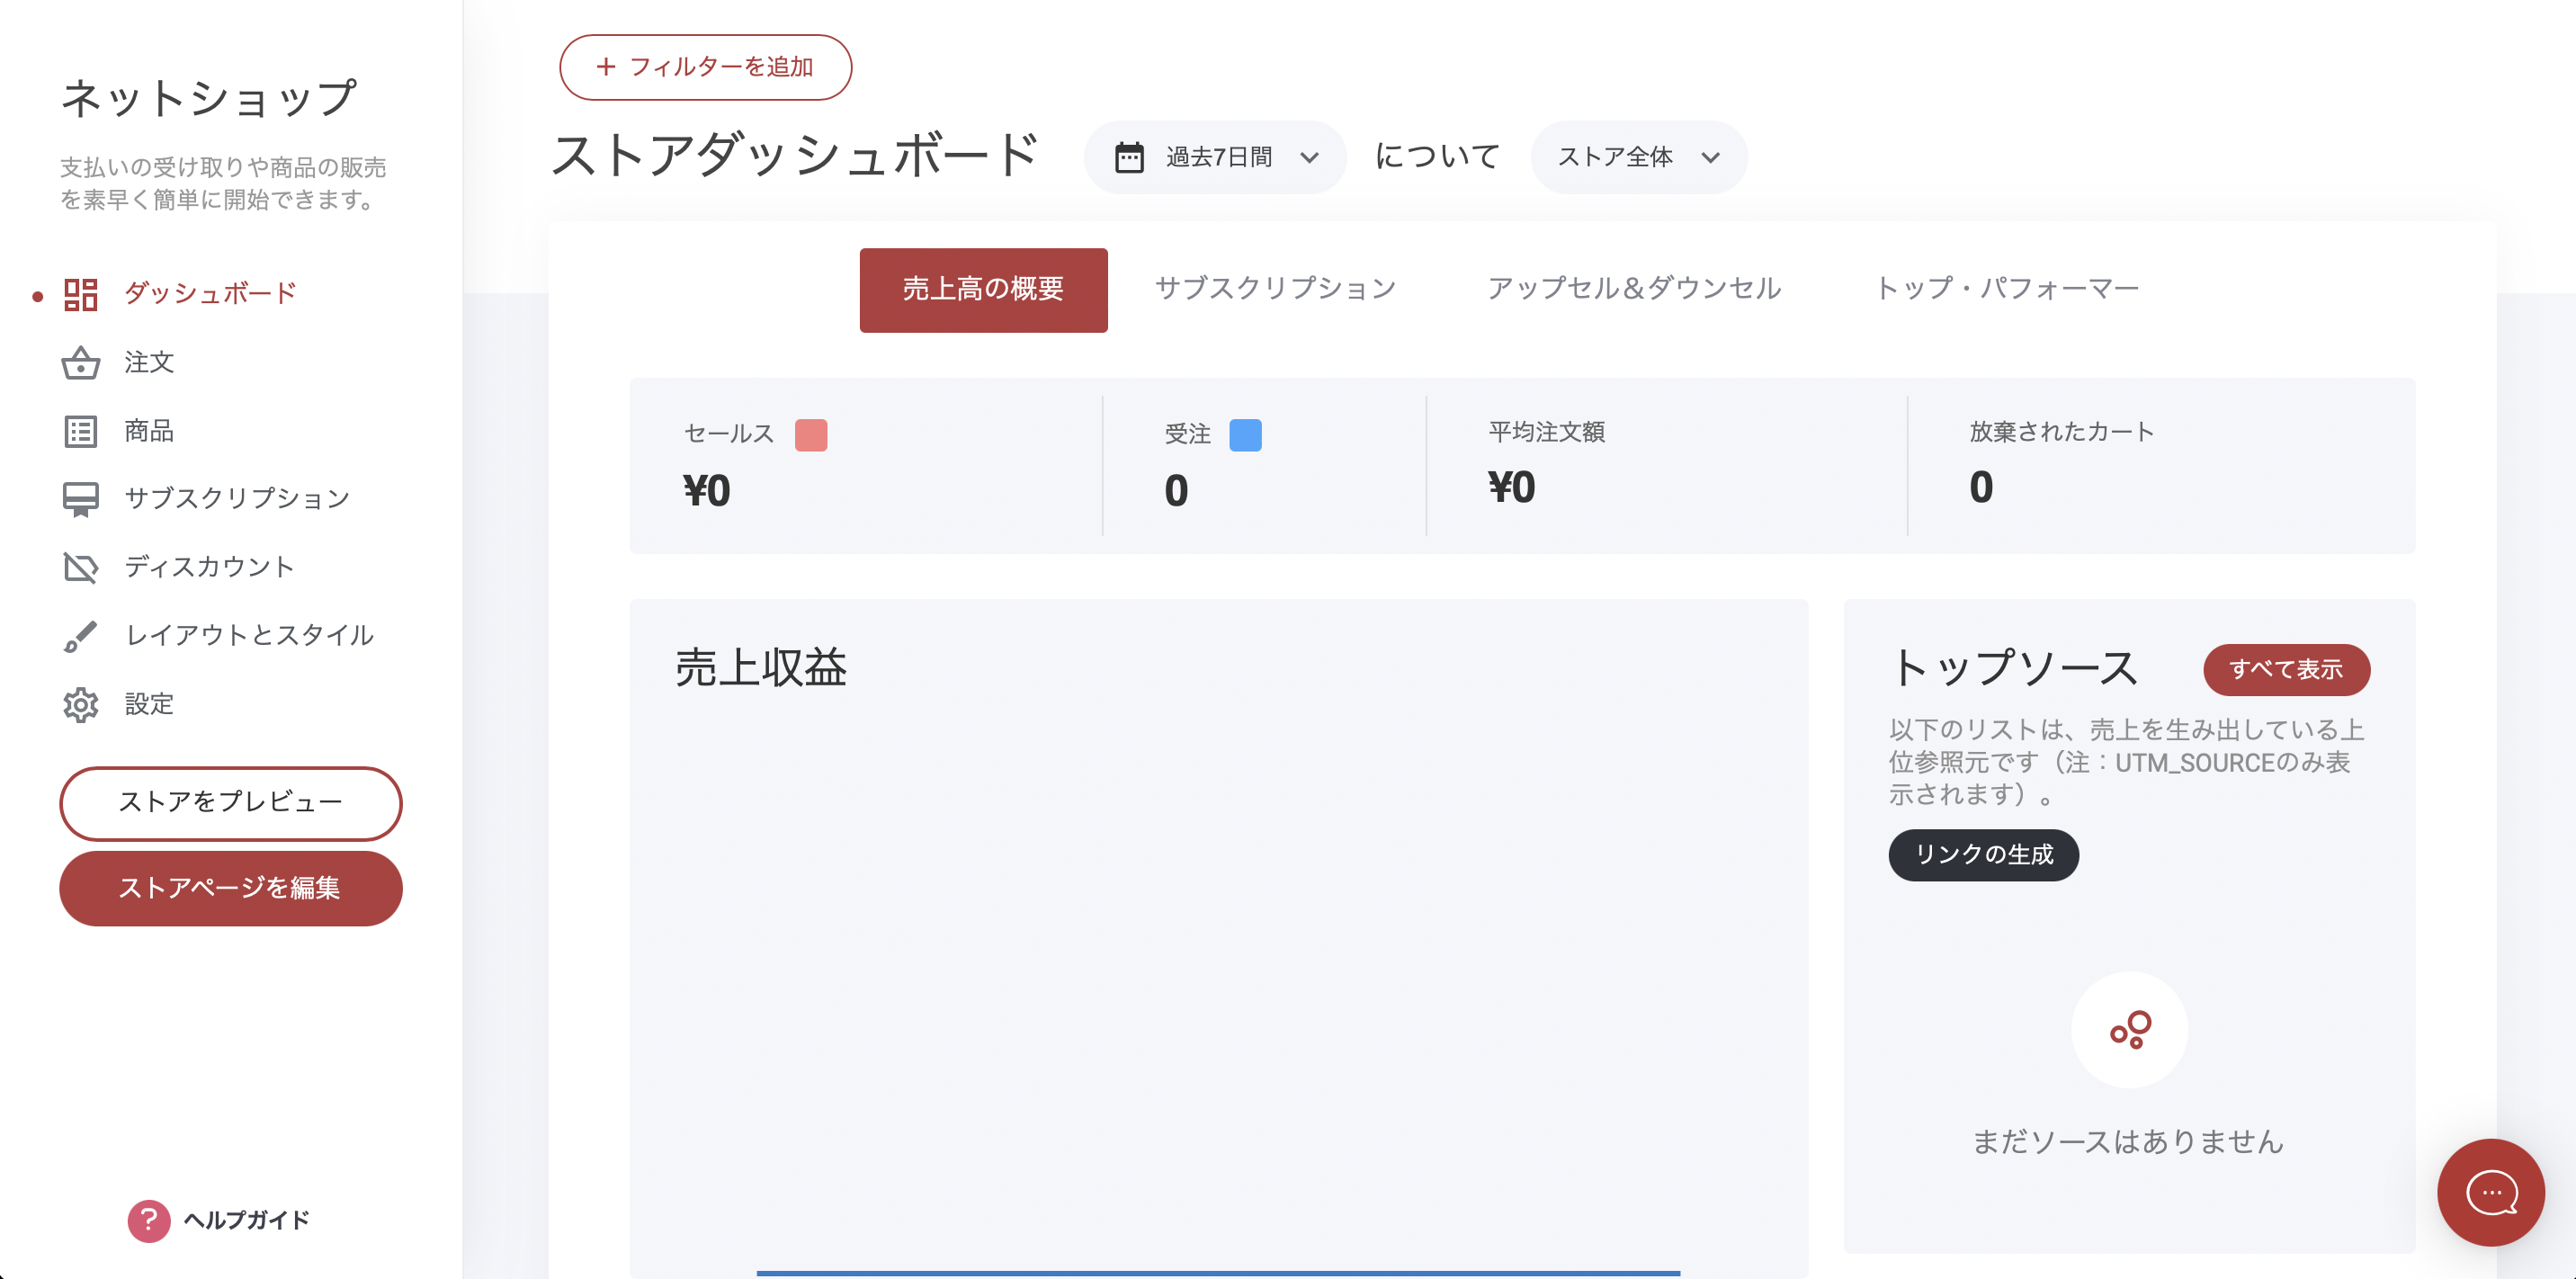 ネットショップ
支払いの受け取りや商品の販売
を素早く簡単に開始できます。
ダッシュボード
注文
商品
サブスクリプション
ディスカウント
レイアウトとスタイル
設定
ストアをプレビュー
ストアページを編集
? ヘルプガイド
+ フィルターを追加
ストアダッシュボード 過去7日間 について ストア全体
売上高の概要 サブスクリプション アップセル&ダウンセル トップ・パフォーマー
セールス 受注 平均注文額 放棄されたカート
¥0 0 ¥0 0
売上収益
トップソース すべて表示
以下のリストは、売上を生み出している上
位参照元です（注：UTM_SOURCEのみ表
示されます）。
リンクの生成
まだソースはありません